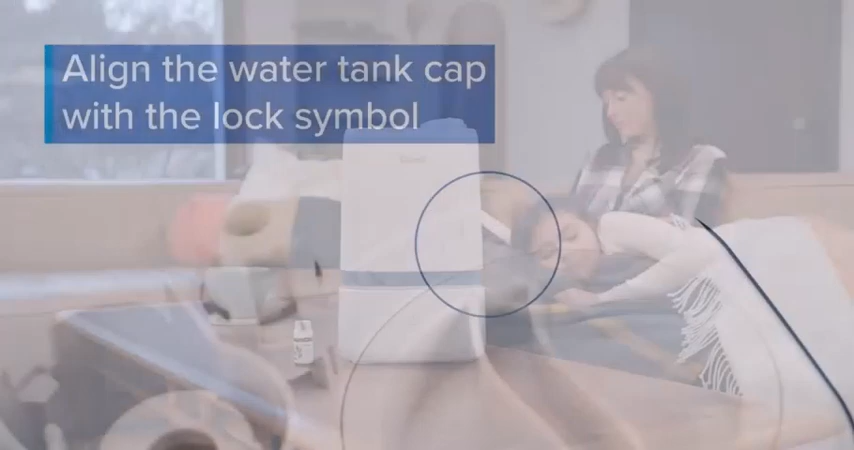 Align the water tank cap
with the lock symbol